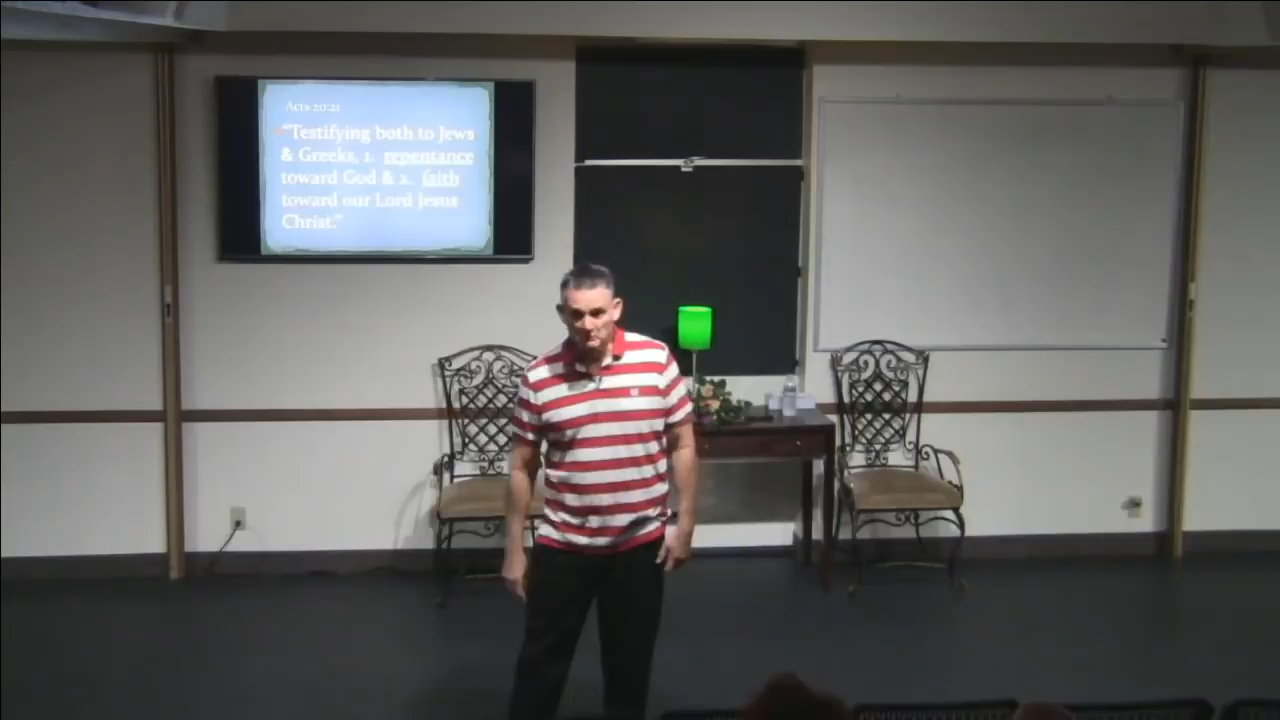 Acts 20:21
"Testifying both to Jews
& Greeks, 1. repentance
toward God & 2. faith
toward our Lord Jesus
Christ."